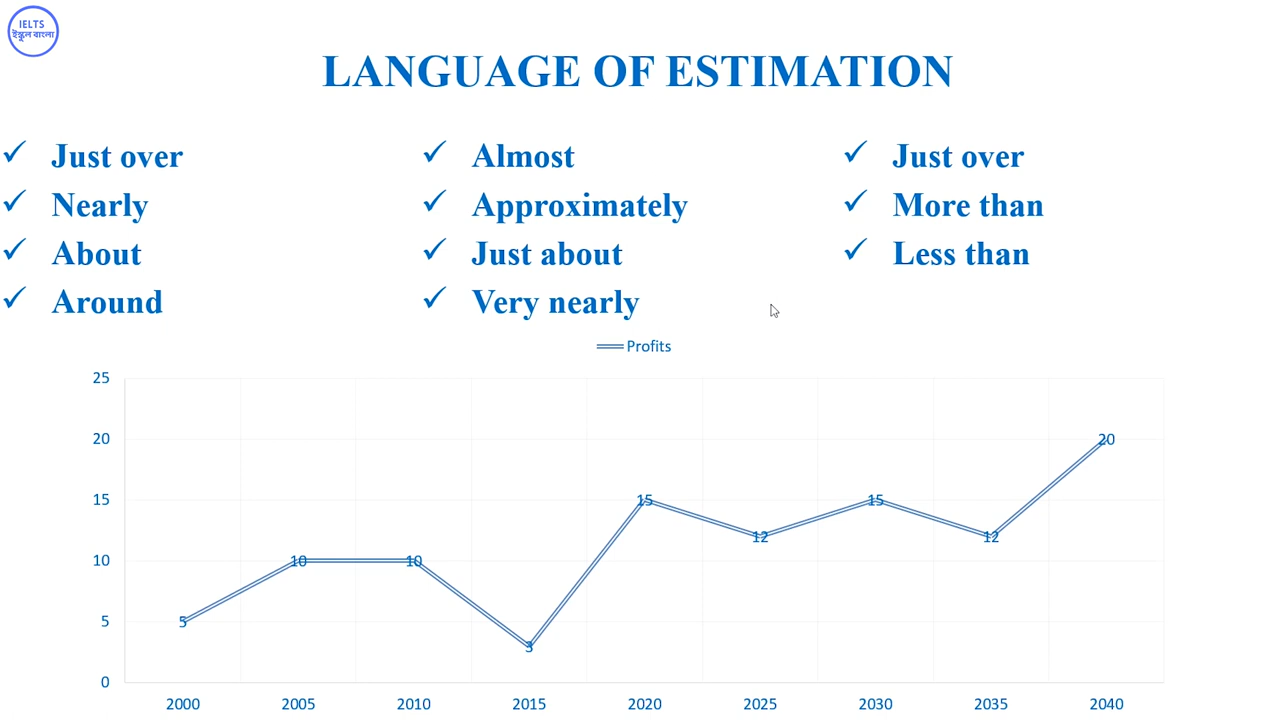 IELTS
ইস্কুল বাংলা
LANGUAGE OF ESTIMATION
Just over
Nearly
About
Around
Almost
Approximately
Just about
Very nearly
Just over
More than
Less than
Profits
25
20
15
10
5
0
5
10
10
3
15
12
15
12
20
2000 2005 2010 2015 2020 2025 2030 2035 2040